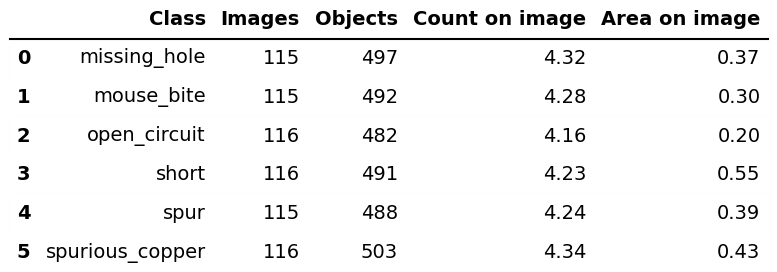 Class Images Objects Count on image Area on image
0 missing_hole 115 497 4.32 0.37
1 mouse_bite 115 492 4.28 0.30
2 open_circuit 116 482 4.16 0.20
3 short 116 491 4.23 0.55
4 spur 115 488 4.24 0.39
5 spurious_copper 116 503 4.34 0.43